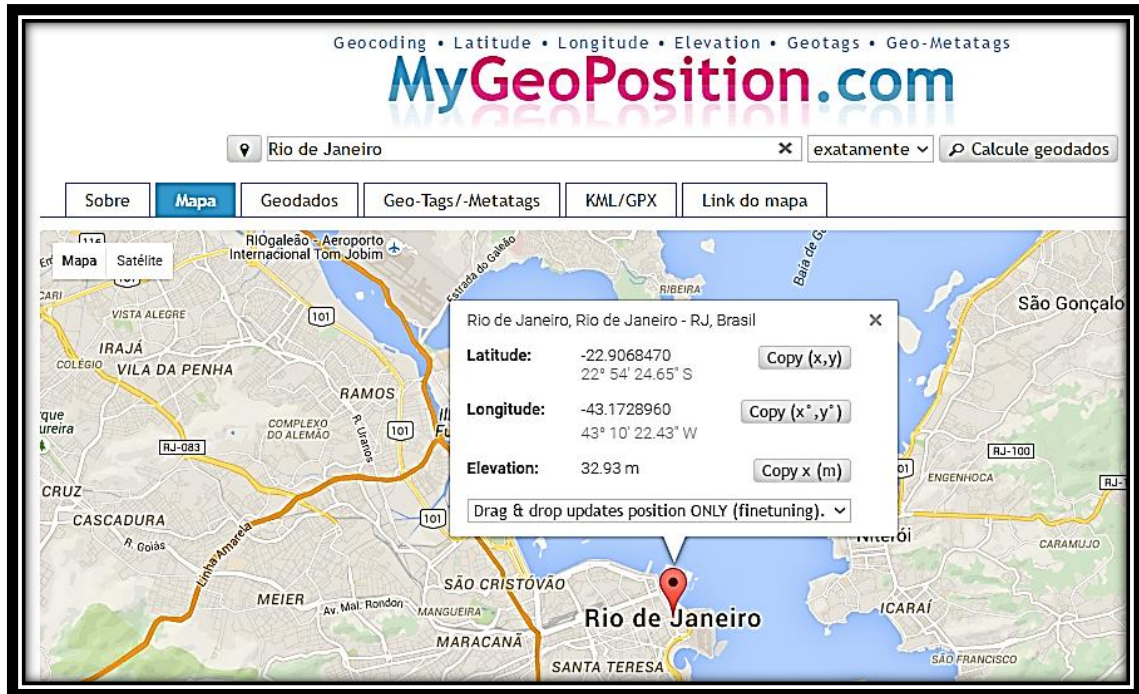 Geocoding • Latitude • Longitude • Elevation • Geotags • Geo-Metatags
MyGeoPosition.com
Rio de Janeiro × exatamente Calcule geodados
Sobre Mapa Geodados Geo-Tags/-Metatags KML/GPX Link do mapa
Mapa Satélite
116
RIOgaleão - Aeroporto
Internacional Tom Jobim
Estrada do Galeão
RIBEIRA
São Gonçalo
VISTA ALEGRE
101
IRAJÁ
COLÉGIO
VILA DA PENHA
RAMOS
COMPLEXO
DO ALEMÃO
R. Uranos
101
RJ-083
CASCADURA
R. Goiás
Linha Amarela
101
Rio de Janeiro, Rio de Janeiro - RJ, Brasil ×
Latitude: -22.9068470 Copy (x,y)
22° 54' 24.65" S
Longitude: -43.1728960 Copy (x°,y°)
43° 10' 22.43" W
Elevation: 32.93 m Copy x (m)
Drag & drop updates position ONLY (finetuning).
RJ-100
01
ENGENHOCA
Niterói
CARAMUJO
SÃO CRISTÓVÃO
MEIER
Av. Mal. Rondon
MANGUEIRA
Rio de Janeiro
ICARAÍ
MARACANÃ
SANTA TERESA
SÃO FRANCISCO